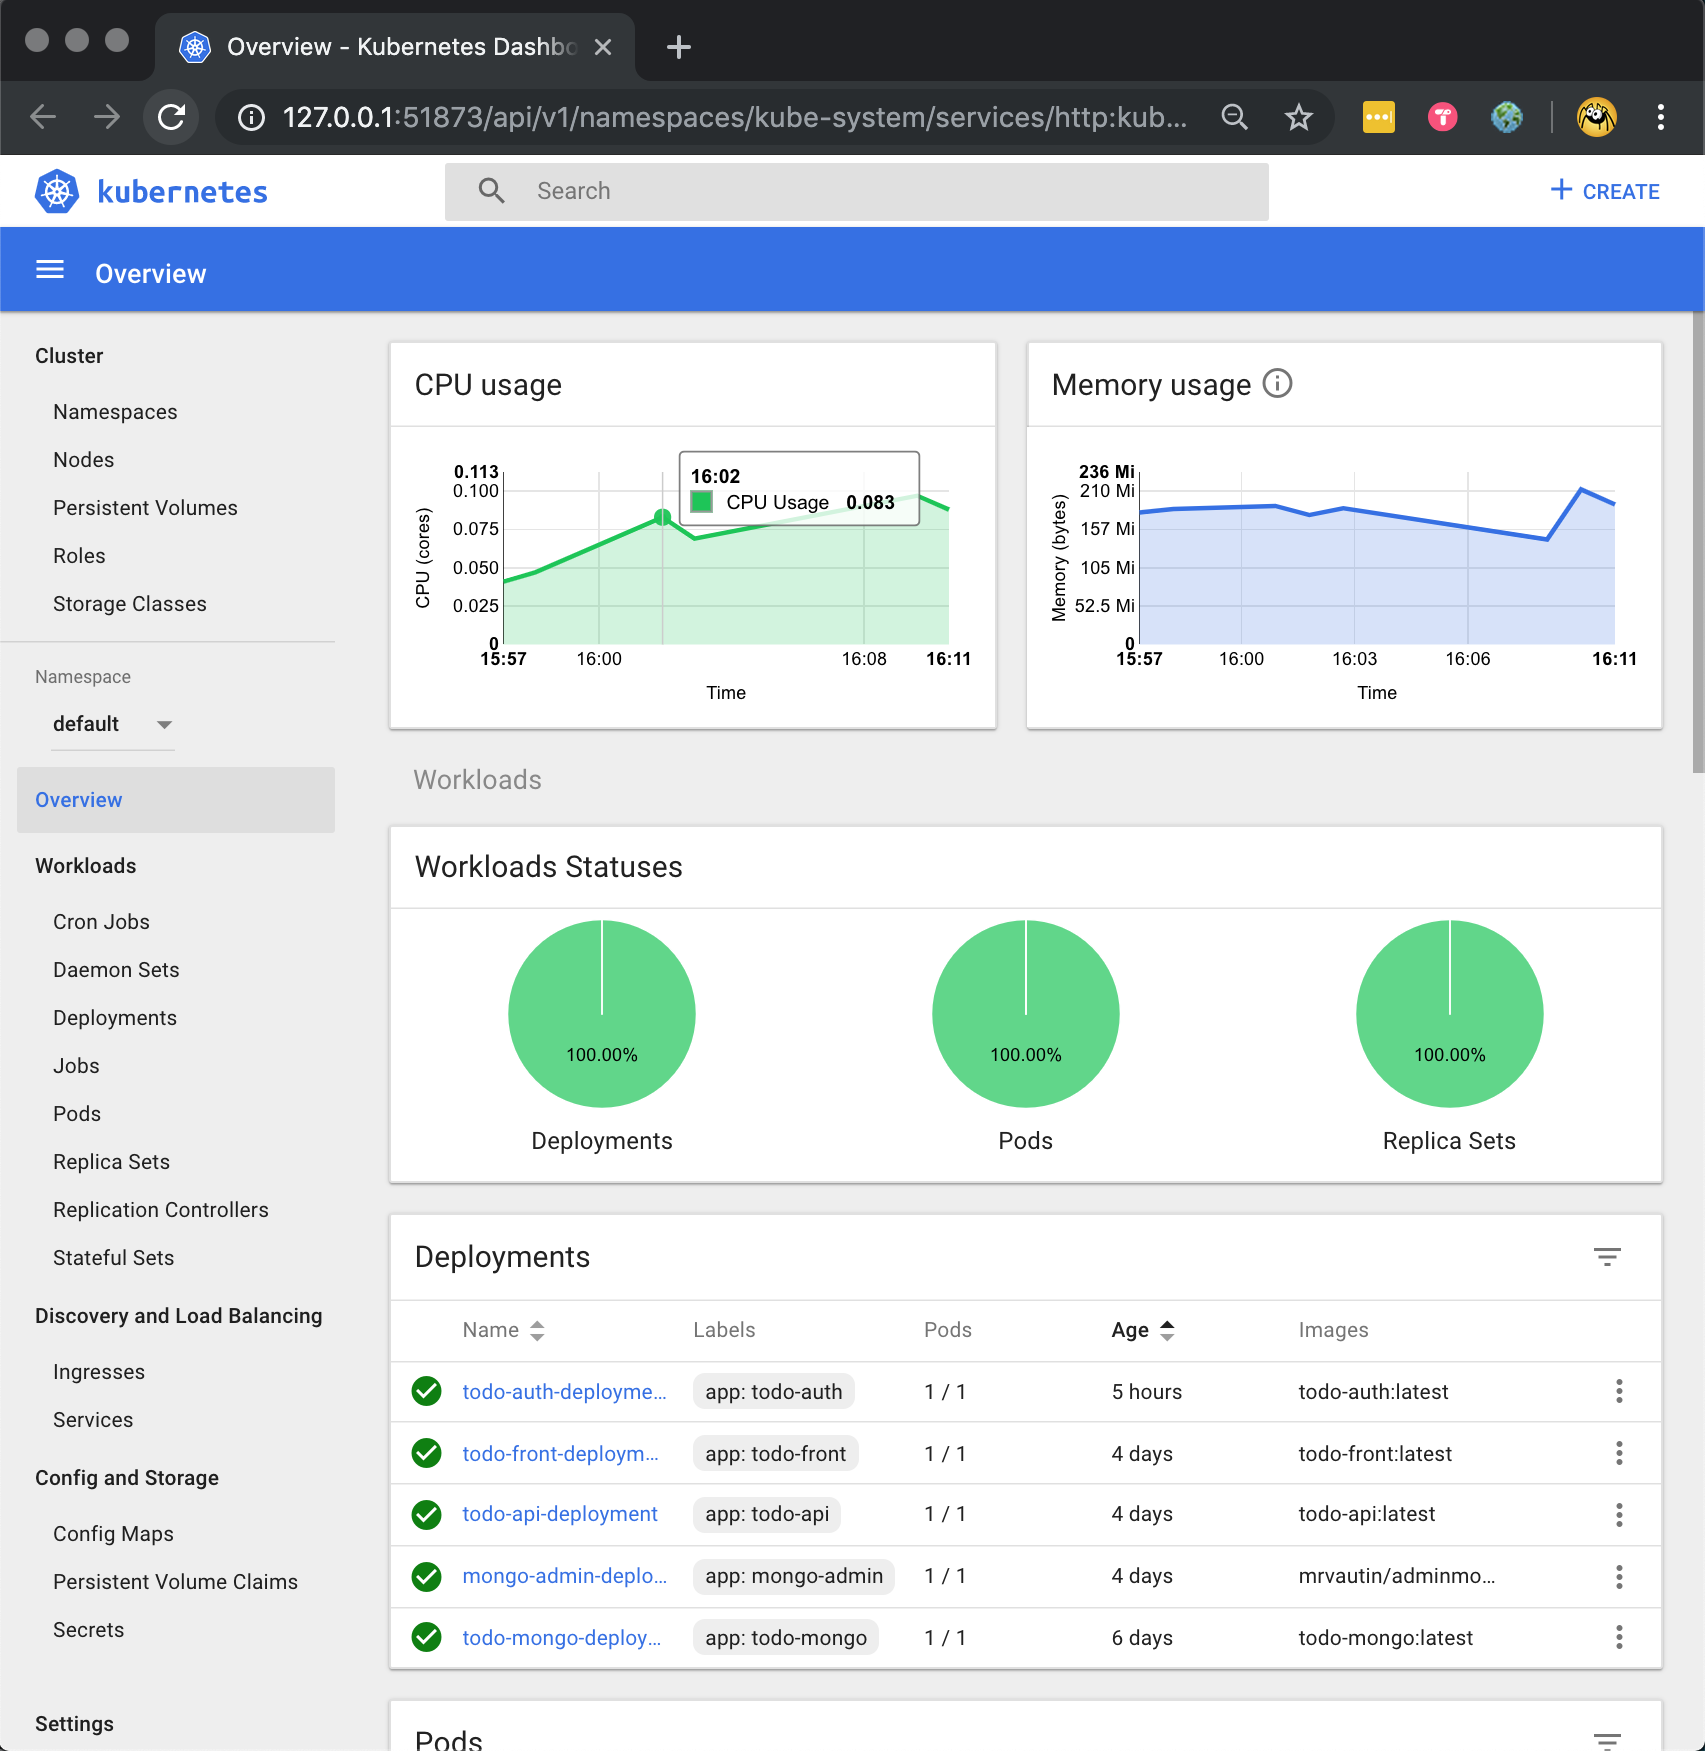 Overview - Kubernetes Dashbo
127.0.0.1:51873/api/v1/namespaces/kube-system/services/http:kub...
kubernetes
Search
CREATE
Overview
Cluster
Namespaces
Nodes
Persistent Volumes
Roles
Storage Classes
Namespace
default
Overview
Workloads
Cron Jobs
Daemon Sets
Deployments
Jobs
Pods
Replica Sets
Replication Controllers
Stateful Sets
Discovery and Load Balancing
Ingresses
Services
Config and Storage
Config Maps
Persistent Volume Claims
Secrets
Settings
CPU usage
CPU (cores)
0.113
0.100
0.075
0.050
0.025
0
15:57 16:00 16:08 16:11
Time
16:02
CPU Usage 0.083
Memory usage
Memory (bytes)
236 Mi
210 Mi
157 Mi
105 Mi
52.5 Mi
0
15:57 16:00 16:03 16:06 16:11
Time
Workloads
Workloads Statuses
100.00% 100.00% 100.00%
Deployments Pods Replica Sets
Deployments
Name Labels Pods Age Images
todo-auth-deployme... app: todo-auth 1 / 1 5 hours todo-auth:latest
todo-front-deploym... app: todo-front 1 / 1 4 days todo-front:latest
todo-api-deployment app: todo-api 1 / 1 4 days todo-api:latest
mongo-admin-deplo... app: mongo-admin 1 / 1 4 days mrvautin/adminmo...
todo-mongo-deploy... app: todo-mongo 1 / 1 6 days todo-mongo:latest
Pods